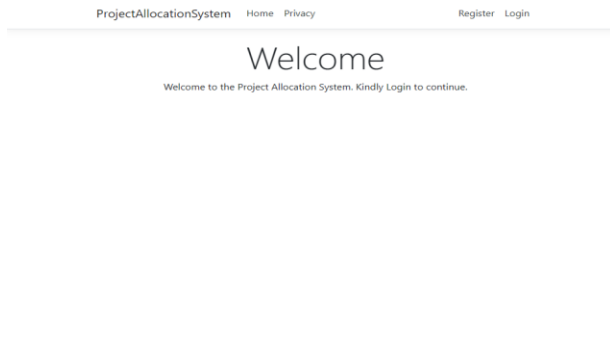 ProjectAllocationSystem Home Privacy Register Login
Welcome
Welcome to the Project Allocation System. Kindly Login to continue.